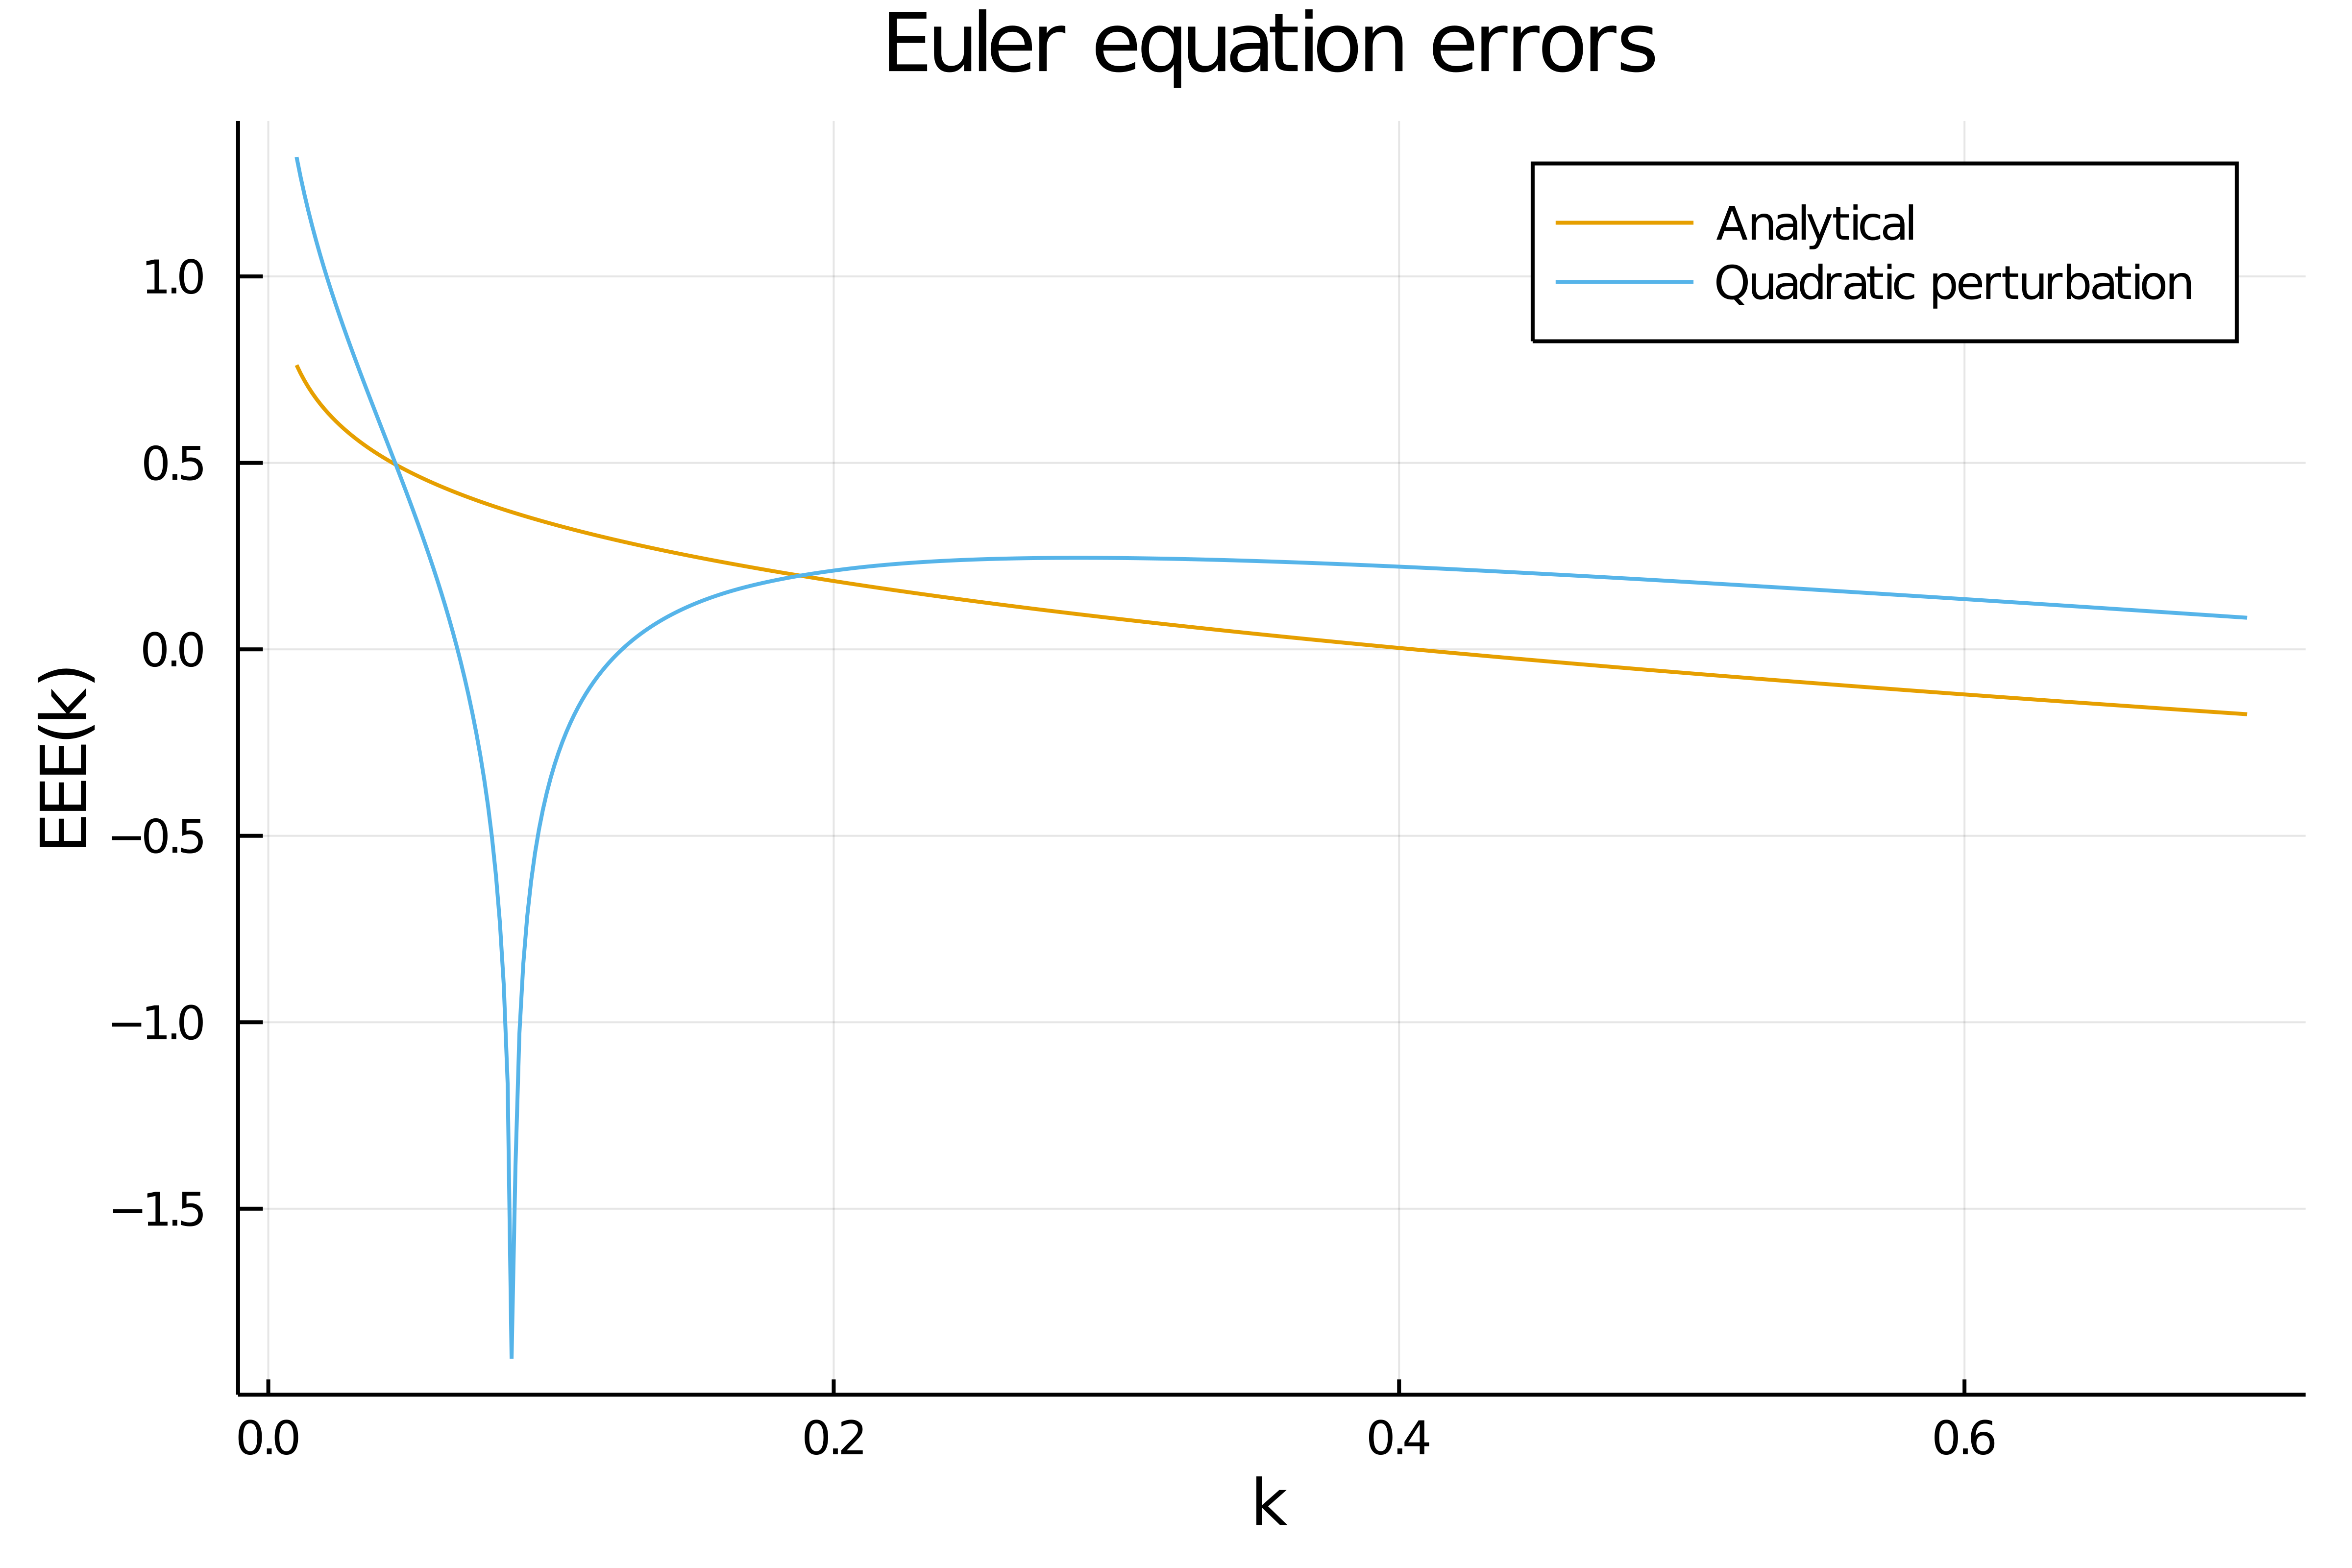 Euler equation errors
Analytical
Quadratic perturbation
1.0
0.5
0.0
−0.5
−1.0
−1.5
EEE(k)
0.0 0.2 0.4 0.6
k